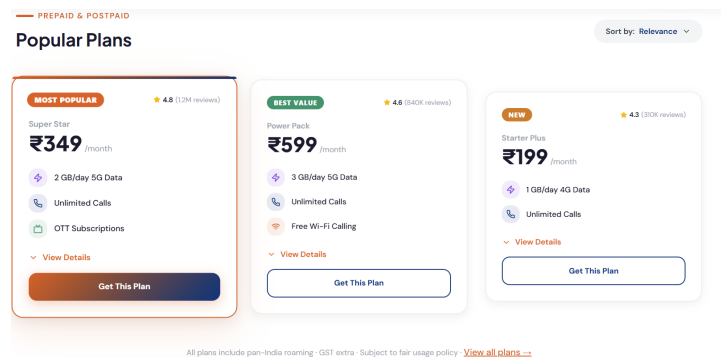 PREPAID & POSTPAID
Popular Plans
Sort by: Relevance
MOST POPULAR
4.8 (1.2M reviews)
Super Star
₹349 /month
2 GB/day 5G Data
Unlimited Calls
OTT Subscriptions
View Details
Get This Plan
BEST VALUE
4.6 (840K reviews)
Power Pack
₹599 /month
3 GB/day 5G Data
Unlimited Calls
Free Wi-Fi Calling
View Details
Get This Plan
NEW
4.3 (310K reviews)
Starter Plus
₹199 /month
1 GB/day 4G Data
Unlimited Calls
View Details
Get This Plan
All plans include pan-India roaming · GST extra · Subject to fair usage policy · View all plans →